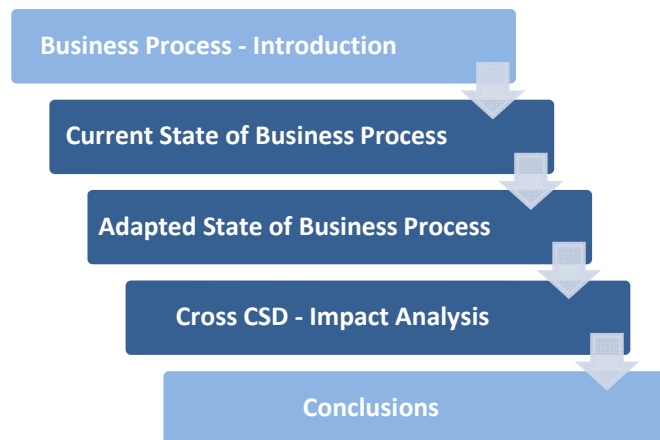 Business Process - Introduction
Current State of Business Process
Adapted State of Business Process
Cross CSD - Impact Analysis
Conclusions